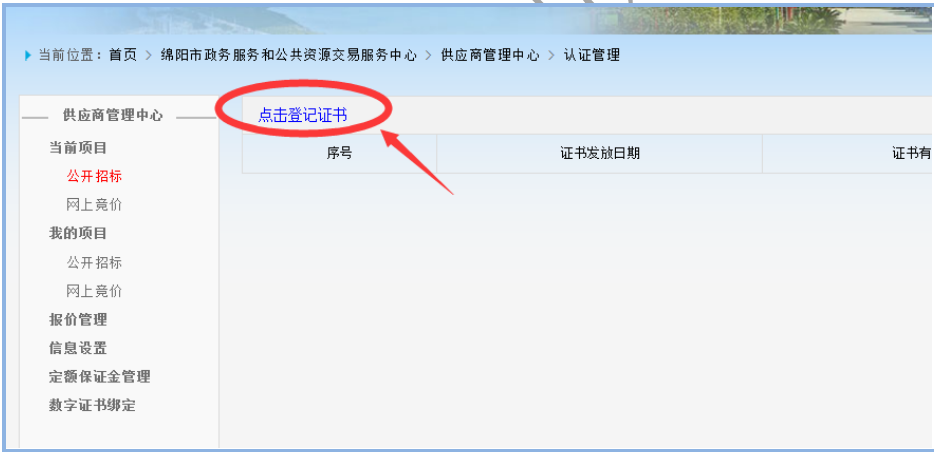 当前位置：首页 > 绵阳市政务服务和公共资源交易服务中心 > 供应商管理中心 > 认证管理
供应商管理中心
当前项目
公开招标
网上竞价
我的项目
公开招标
网上竞价
报价管理
信息设置
定额保证金管理
数字证书绑定
点击登记证书
序号 证书发放日期 证书有